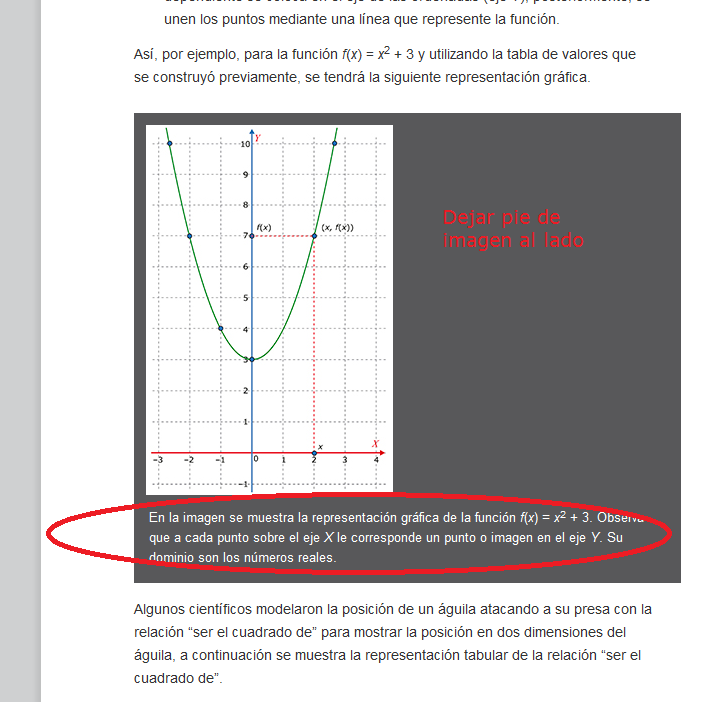 unen los puntos mediante una línea que represente la función.
Así, por ejemplo, para la función f(x) = x² + 3 y utilizando la tabla de valores que
se construyó previamente, se tendrá la siguiente representación gráfica.
Y
10
9
8
f(x)
(x, f(x))
7
6
5
4
3
2
1
x
X
-3 -2 -1 0 1 2 3 4
-1
Dejar pie de
imagen al lado
En la imagen se muestra la representación gráfica de la función f(x) = x² + 3. Observa
que a cada punto sobre el eje X le corresponde un punto o imagen en el eje Y. Su
dominio son los números reales.
Algunos científicos modelaron la posición de un águila atacando a su presa con la
relación “ser el cuadrado de” para mostrar la posición en dos dimensiones del
águila, a continuación se muestra la representación tabular de la relación “ser el
cuadrado de”.